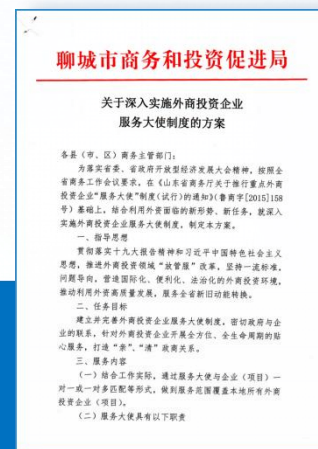 聊城市商务和投资促进局
关于深入实施外商投资企业
服务大使制度的方案
各县（市、区）商务主管部门：
为落实省委、省政府开放型经济发展大会精神，按照全
省商务工作会议要求，在《山东省商务厅关于推行重点外商
投资企业“服务大使”制度（试行）的通知》（鲁商字[2015]158
号）基础上，结合利用外资面临的新形势、新任务，就深入
实施外商投资企业服务大使制度，制定本方案。
一、指导思想
贯彻落实十九大报告精神和习近平中国特色社会主义
思想，推进外商投资领域“放管服”改革，坚持一流标准，
问题导向，营造国际化、便利化、法治化的外商投资环境，
推动利用外资高质量发展，服务全省新旧动能转换。
二、任务目标
建立并完善外商投资企业服务大使制度，密切政府与企
业的联系，针对外商投资企业开展全方位、全生命周期的贴
心服务，打造“亲”、“清”政商关系。
三、服务内容
（一）结合工作实际，通过服务大使与企业（项目）一
对一或一对多匹配等形式，做到服务范围覆盖本地所有外商
投资企业（项目）。
（二）服务大使具有以下职责